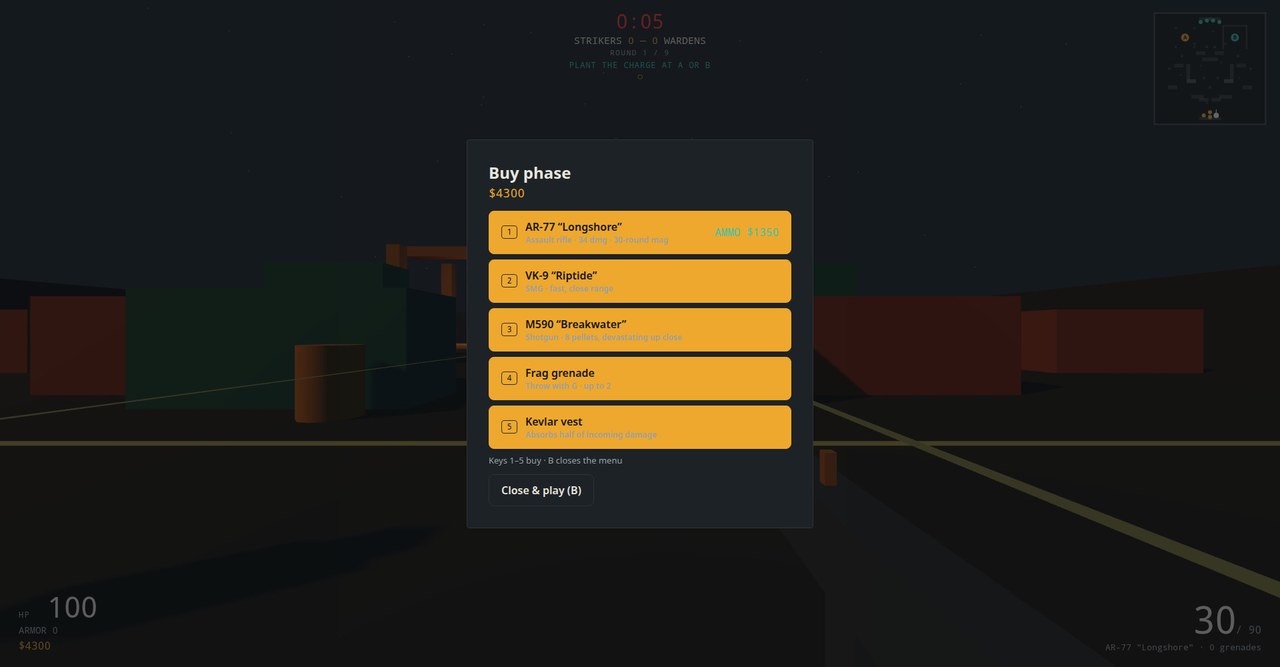 0:05
STRIKERS 0 — 0 WARDENS
ROUND 1 / 9
PLANT THE CHARGE AT A OR B
A
B
Buy phase
$4300
1 AR-77 “Longshore” AMMO $1350
Assault rifle · 34 dmg · 30-round mag
2 VK-9 “Riptide”
SMG · fast, close range
3 M590 “Breakwater”
Shotgun · 8 pellets, devastating up close
4 Frag grenade
Throw with G · up to 2
5 Kevlar vest
Absorbs half of incoming damage
Keys 1–5 buy · B closes the menu
Close & play (B)
HP 100
ARMOR 0
$4300
30 / 90
AR-77 "Longshore" · 0 grenades